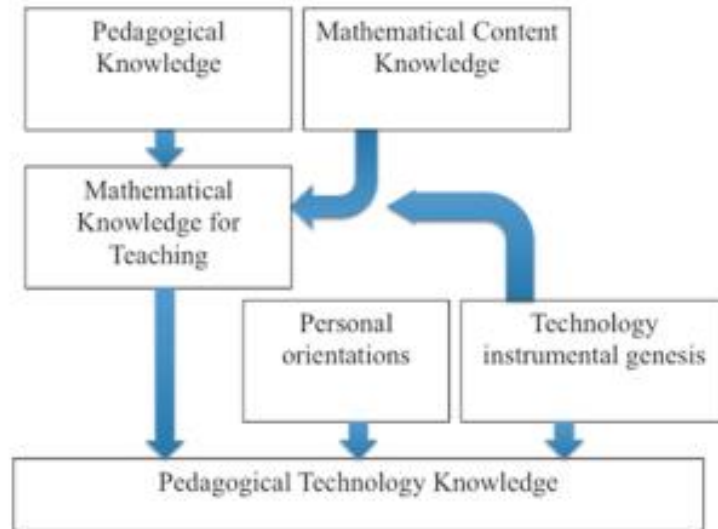 Pedagogical
Knowledge
Mathematical Content
Knowledge
Mathematical
Knowledge for
Teaching
Personal
orientations
Technology
instrumental genesis
Pedagogical Technology Knowledge